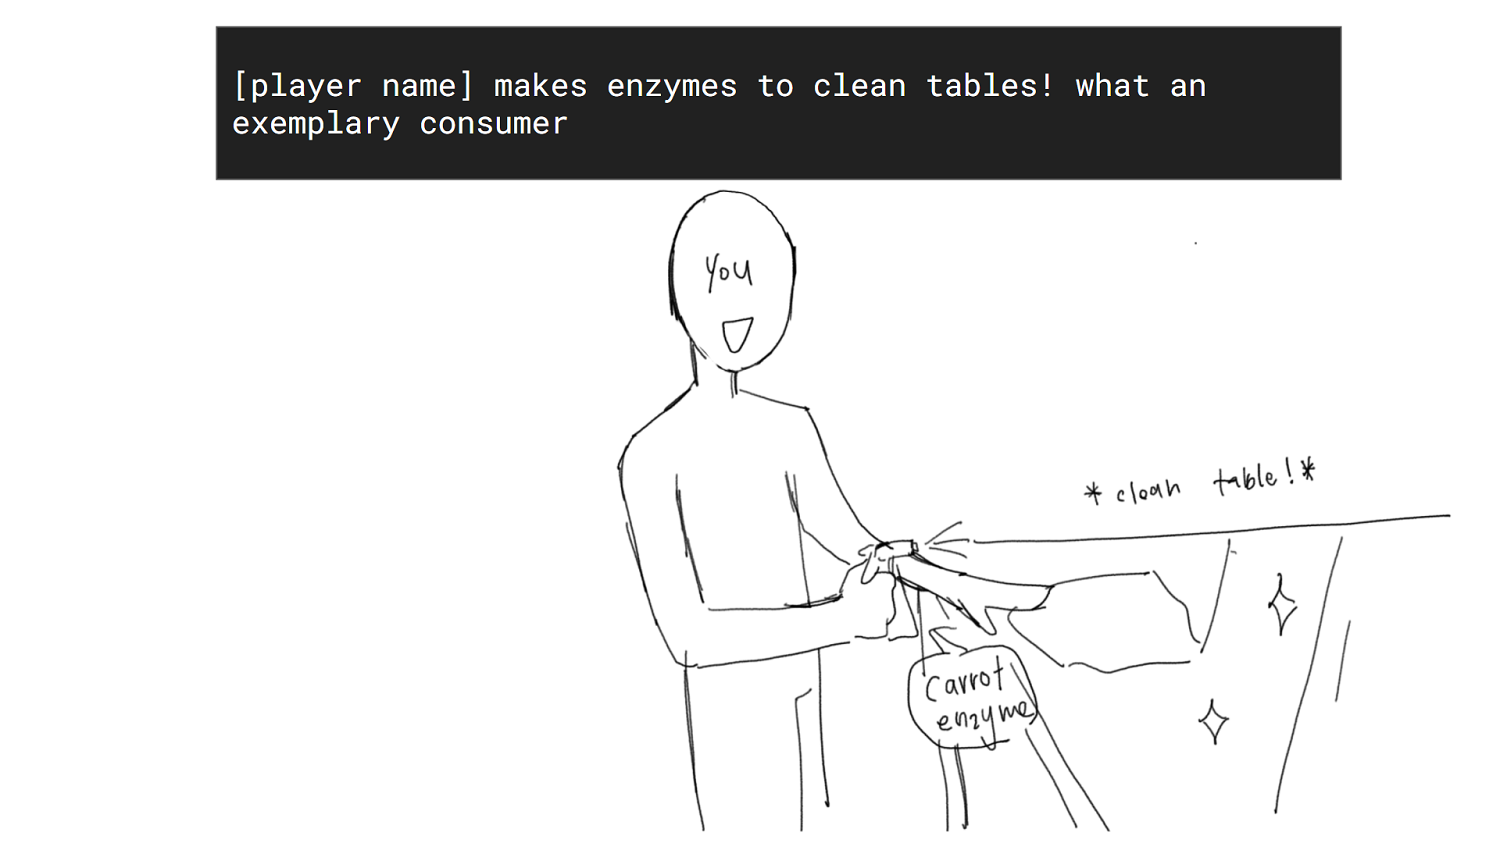 [player name] makes enzymes to clean tables! what an
exemplary consumer
You
*clean table!*
Carrot
enzyme